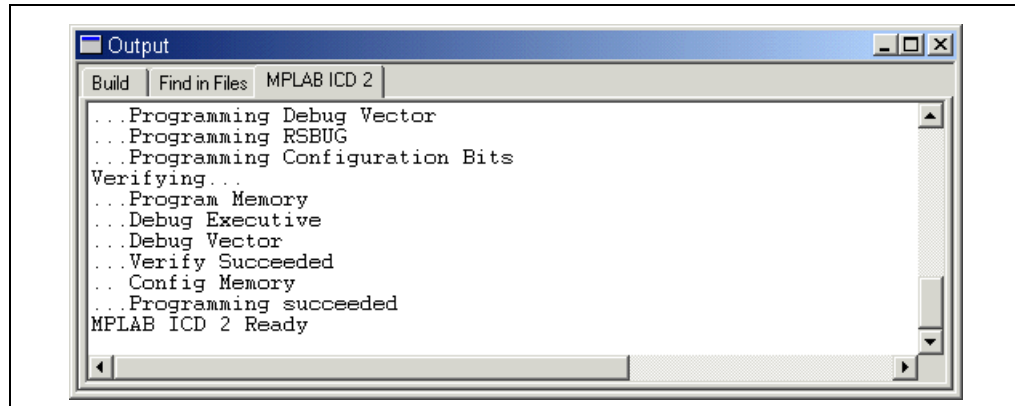 Output
Build Find in Files MPLAB ICD 2
...Programming Debug Vector
...Programming RSBUG
...Programming Configuration Bits
Verifying...
...Program Memory
...Debug Executive
...Debug Vector
...Verify Succeeded
.. Config Memory
...Programming succeeded
MPLAB ICD 2 Ready